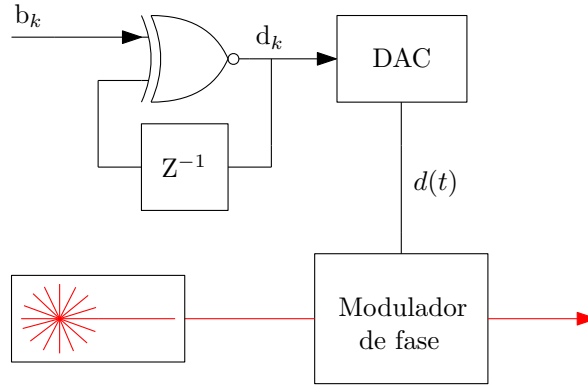 b_k
d_k
DAC
Z⁻¹
d(t)
Modulador
de fase